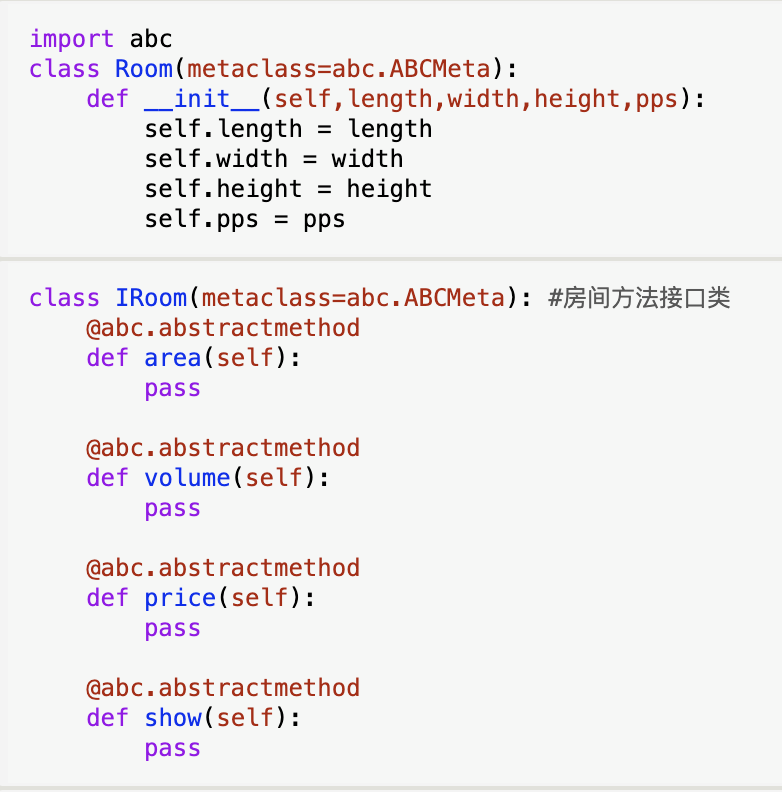 import abc
class Room(metaclass=abc.ABCMeta):
    def __init__(self,length,width,height,pps):
        self.length = length
        self.width = width
        self.height = height
        self.pps = pps
class IRoom(metaclass=abc.ABCMeta): #房间方法接口类
    @abc.abstractmethod
    def area(self):
        pass
    @abc.abstractmethod
    def volume(self):
        pass
    @abc.abstractmethod
    def price(self):
        pass
    @abc.abstractmethod
    def show(self):
        pass